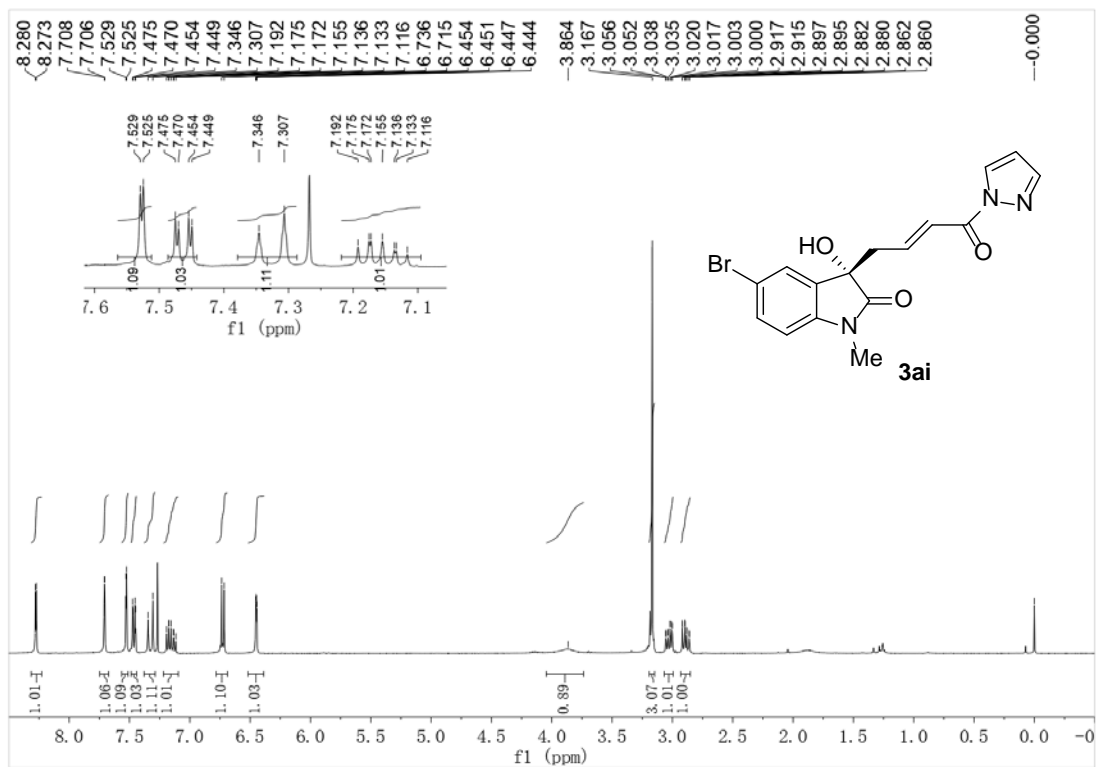 8.280 8.273 7.708 7.706 7.529 7.525 7.475 7.470 7.454 7.449 7.346 7.307 7.192 7.175 7.172 7.155 7.136 7.133 7.116 6.736 6.715 6.454 6.451 6.447 6.444 3.864 3.167 3.056 3.052 3.038 3.035 3.020 3.017 3.003 3.000 2.917 2.915 2.897 2.895 2.882 2.880 2.862 2.860 -0.000
7.529 7.525 7.475 7.470 7.454 7.449 7.346 7.307 7.192 7.175 7.172 7.155 7.136 7.133 7.116
1.09 1.03 1.11 1.01
7.6 7.5 7.4 7.3 7.2 7.1
f1 (ppm)
N
N
HO
O
Br
O
N
Me
3ai
1.01 1.06 1.09 1.03 1.11 1.01 1.10 1.03 0.89 3.07 1.01 1.00
8.0 7.5 7.0 6.5 6.0 5.5 5.0 4.5 4.0 3.5 3.0 2.5 2.0 1.5 1.0 0.5 0.0 -0
f1 (ppm)